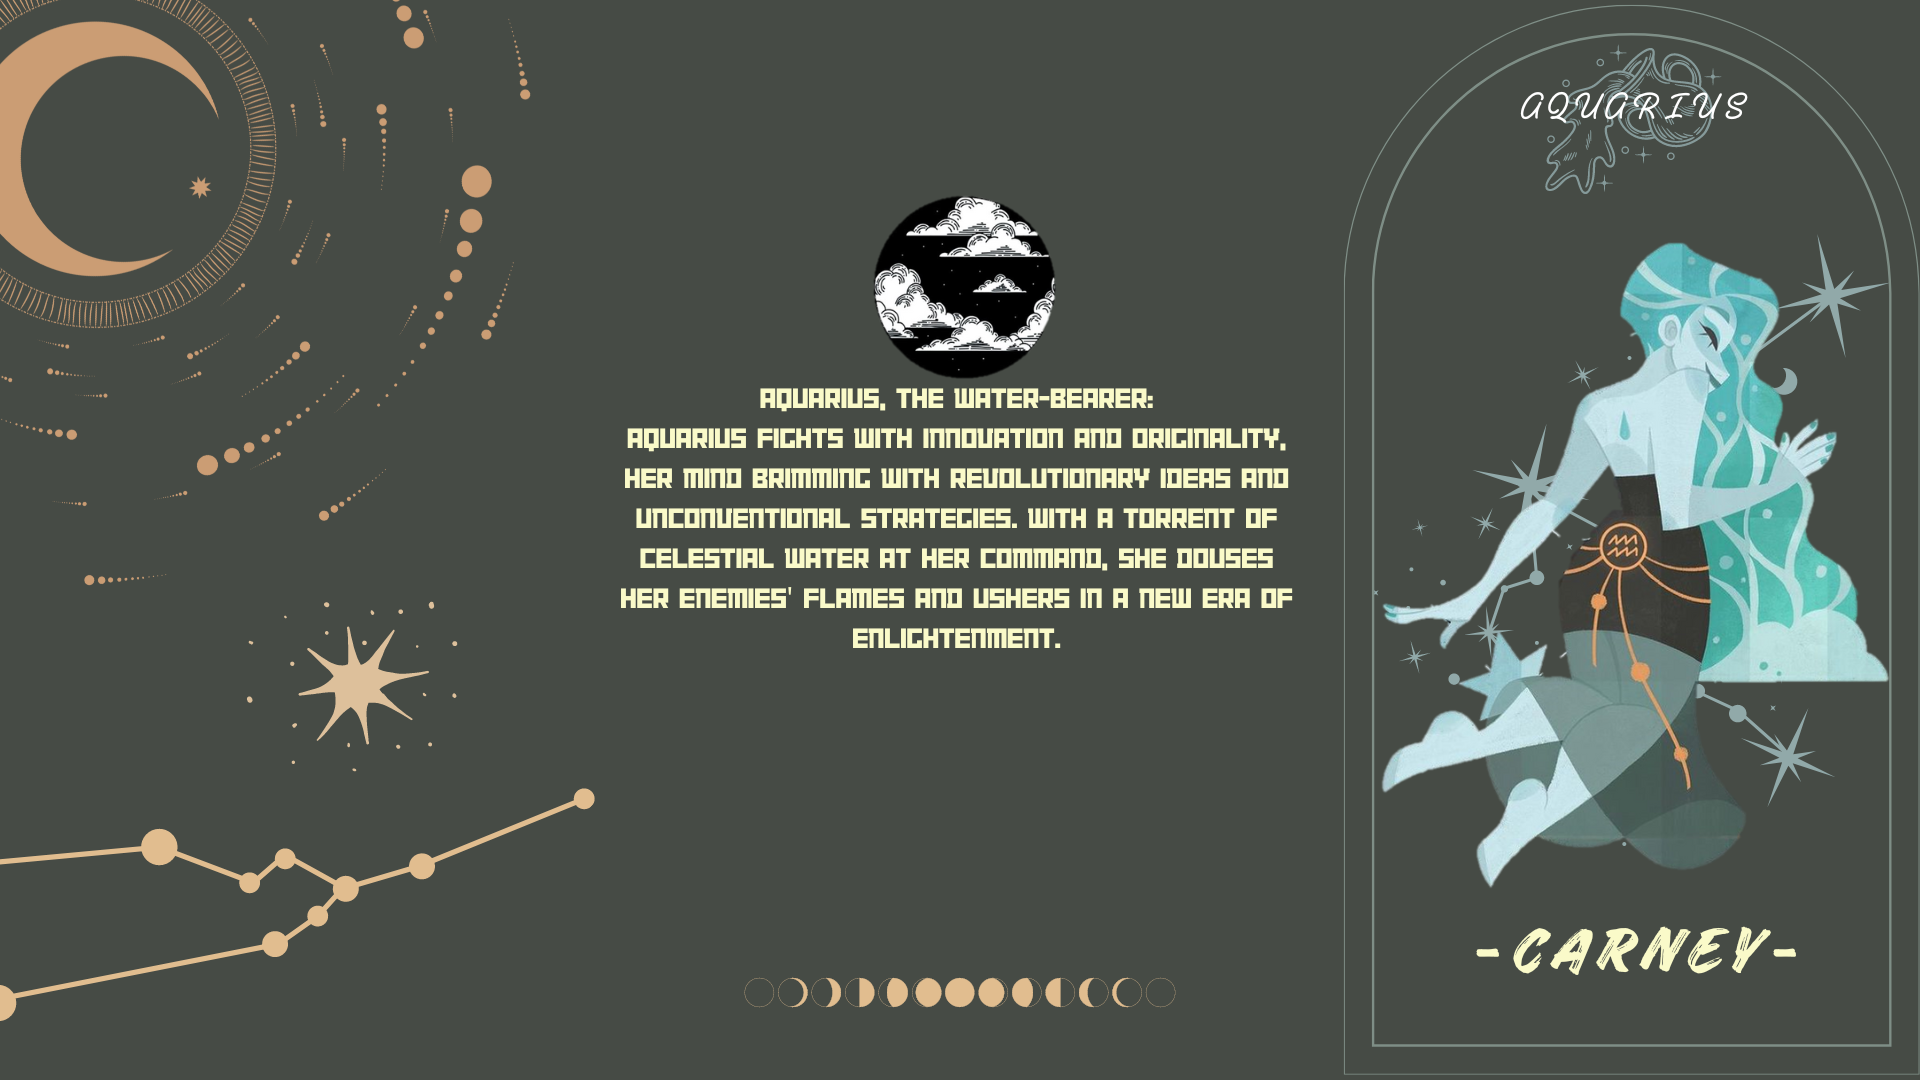 AQUARIUS
AQUARIUS, THE WATER-BEARER:
AQUARIUS FIGHTS WITH INNOVATION AND ORIGINALITY,
HER MIND BRIMMING WITH REVOLUTIONARY IDEAS AND
UNCONVENTIONAL STRATEGIES. WITH A TORRENT OF
CELESTIAL WATER AT HER COMMAND, SHE DOUSES
HER ENEMIES' FLAMES AND USHERS IN A NEW ERA OF
ENLIGHTENMENT.
-CARNEY-